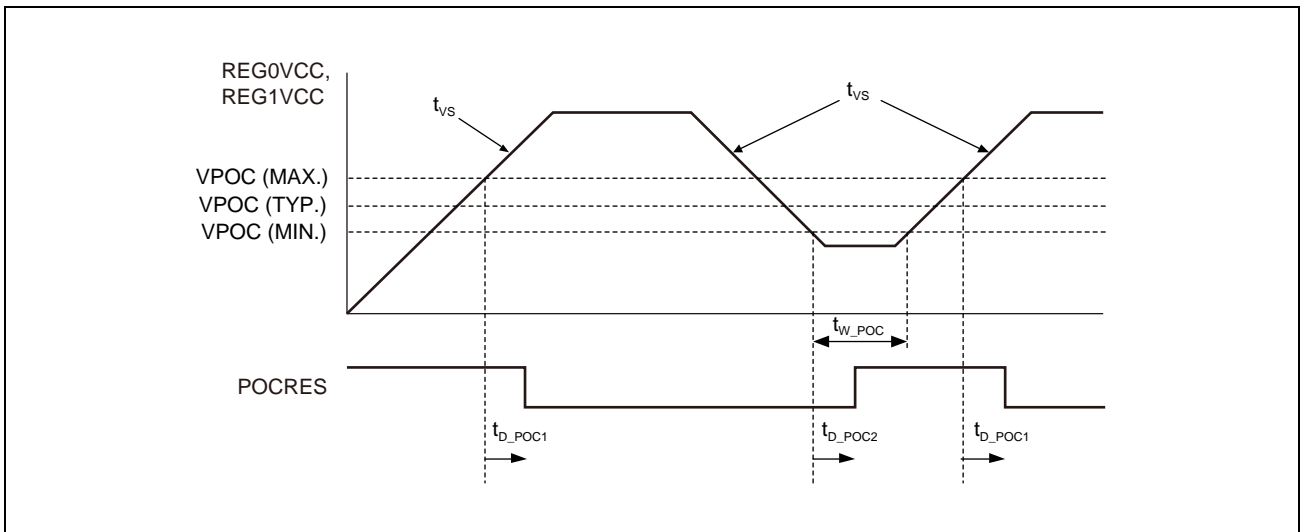 REG0VCC,
REG1VCC
tVS
tVS
VPOC (MAX.)
VPOC (TYP.)
VPOC (MIN.)
tW_POC
POCRES
tD_POC1
tD_POC2
tD_POC1